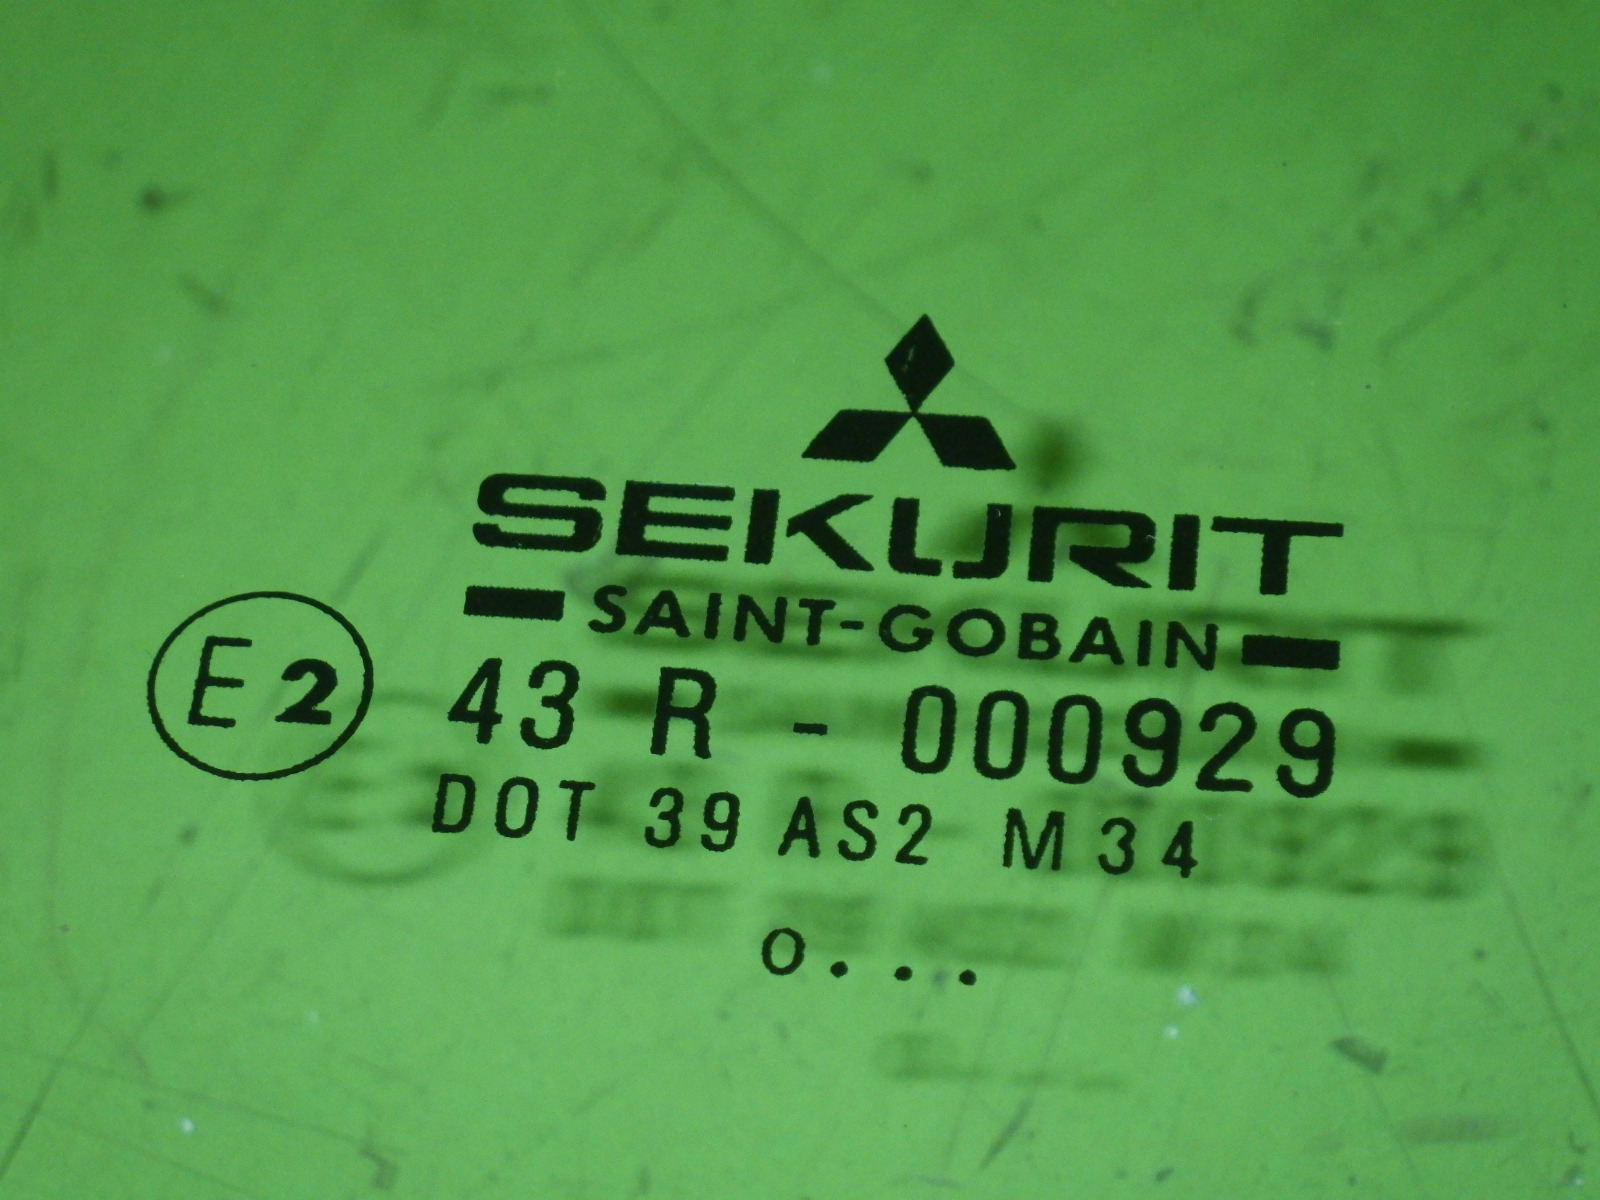 SEKURIT
SAINT-GOBAIN
E2 43 R - 000929
DOT 39 AS2 M34
o...